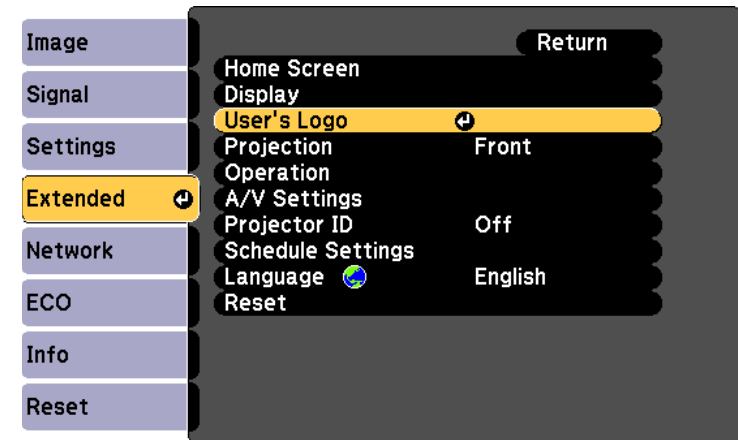 Image
Signal
Settings
Extended
Network
ECO
Info
Reset
Return
Home Screen
Display
User's Logo
Projection Front
Operation
A/V Settings
Projector ID Off
Schedule Settings
Language English
Reset